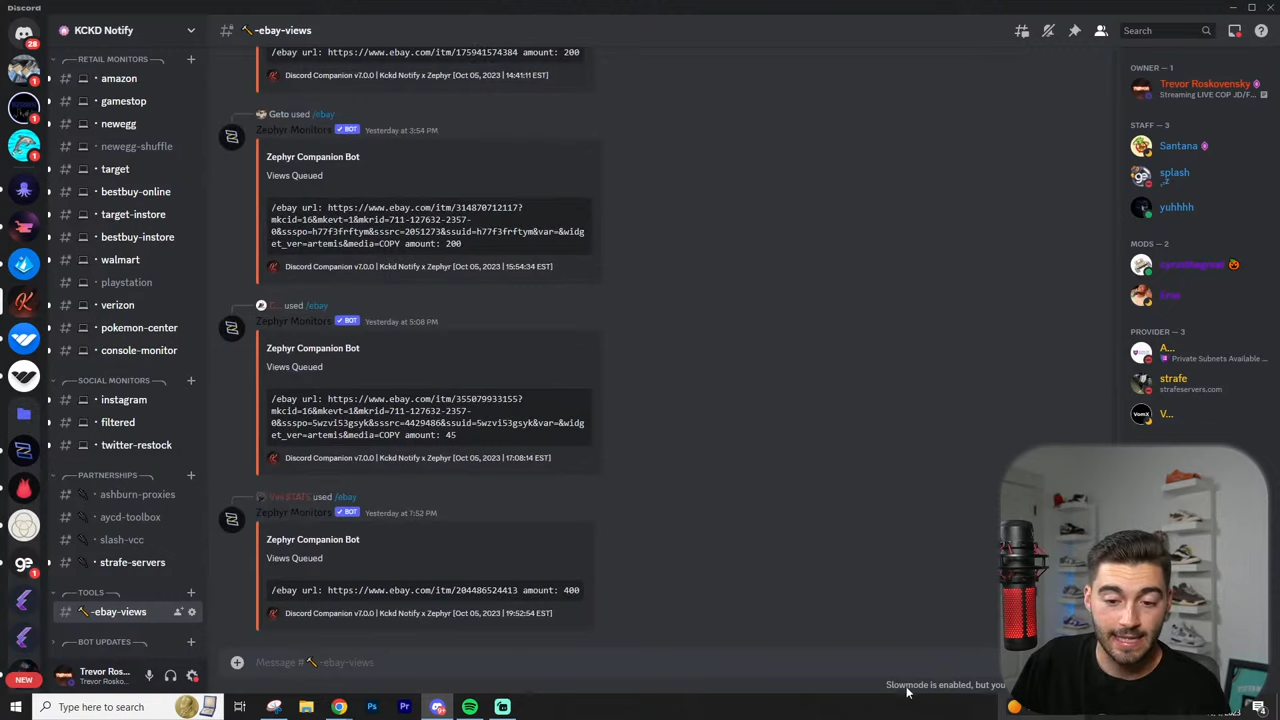 Discord
KCKD Notify
-ebay-views
Search
28
1
1
1
1
NEW
RETAIL MONITORS
amazon
gamestop
newegg
newegg-shuffle
target
bestbuy-online
target-instore
bestbuy-instore
walmart
playstation
verizon
pokemon-center
console-monitor
SOCIAL MONITORS
instagram
filtered
twitter-restock
PARTNERSHIPS
ashburn-proxies
aycd-toolbox
slash-vcc
strafe-servers
TOOLS
-ebay-views
BOT UPDATES
Trevor Ros...
Trevor Rosko...
/ebay url: https://www.ebay.com/itm/175941574384 amount: 200
Discord Companion v7.0.0 | Kckd Notify x Zephyr [Oct 05, 2023 | 14:41:11 EST]
Geto used /ebay
Zephyr Monitors BOT Yesterday at 3:54 PM
Zephyr Companion Bot
Views Queued
/ebay url: https://www.ebay.com/itm/314870712117?
mkcid=16&mkevt=1&mkrid=711-127632-2357-
0&ssspo=h77f3frftym&sssrc=2051273&ssuid=h77f3frftym&var=&widg
et_ver=artemis&media=COPY amount: 200
Discord Companion v7.0.0 | Kckd Notify x Zephyr [Oct 05, 2023 | 15:54:34 EST]
C... used /ebay
Zephyr Monitors BOT Yesterday at 5:08 PM
Zephyr Companion Bot
Views Queued
/ebay url: https://www.ebay.com/itm/355079933155?
mkcid=16&mkevt=1&mkrid=711-127632-2357-
0&ssspo=5wzvi53gsyk&sssrc=4429486&ssuid=5wzvi53gsyk&var=&widg
et_ver=artemis&media=COPY amount: 45
Discord Companion v7.0.0 | Kckd Notify x Zephyr [Oct 05, 2023 | 17:08:14 EST]
used /ebay
Zephyr Monitors BOT Yesterday at 7:52 PM
Zephyr Companion Bot
Views Queued
/ebay url: https://www.ebay.com/itm/204486524413 amount: 400
Discord Companion v7.0.0 | Kckd Notify x Zephyr [Oct 05, 2023 | 19:52:54 EST]
Message # -ebay-views
Slowmode is enabled, but you
OWNER — 1
Trevor Roskovensky
Streaming LIVE COP JD/F...
STAFF — 3
Santana
splash
yuhhhh
MODS — 2
PROVIDER — 3
A...
Private Subnets Available ...
strafe
strafeservers.com
V...
Type here to search